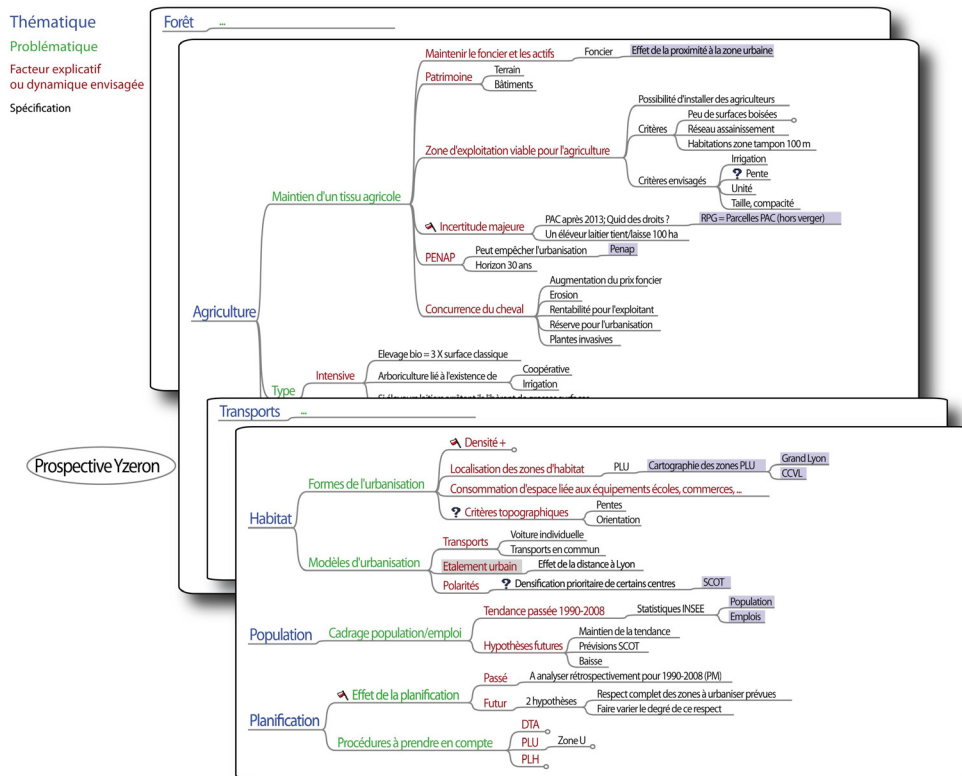 Thématique
Problématique
Facteur explicatif
ou dynamique envisagée
Spécification
Prospective Yzeron
Forêt
...
Agriculture
Maintien d'un tissu agricole
Maintenir le foncier et les actifs
Foncier
Effet de la proximité à la zone urbaine
Patrimoine
Terrain
Bâtiments
Zone d'exploitation viable pour l'agriculture
Possibilité d'installer des agriculteurs
Critères
Peu de surfaces boisées
Réseau assainissement
Habitations zone tampon 100 m
Critères envisagés
Irrigation
? Pente
Unité
Taille, compacité
Incertitude majeure
PAC après 2013; Quid des droits ?
RPG = Parcelles PAC (hors verger)
Un éleveur laitier tient/laisse 100 ha
PENAP
Peut empêcher l'urbanisation
Penap
Horizon 30 ans
Concurrence du cheval
Augmentation du prix foncier
Erosion
Rentabilité pour l'exploitant
Réserve pour l'urbanisation
Plantes invasives
Type
Intensive
Elevage bio = 3 X surface classique
Arboriculture lié à l'existence de
Coopérative
Irrigation
Transports
...
Habitat
Formes de l'urbanisation
Densité +
Localisation des zones d'habitat
PLU
Cartographie des zones PLU
Grand Lyon
CCVL
Consommation d'espace liée aux équipements écoles, commerces, ...
? Critères topographiques
Pentes
Orientation
Modèles d'urbanisation
Transports
Voiture individuelle
Transports en commun
Etalement urbain
Effet de la distance à Lyon
Polarités
? Densification prioritaire de certains centres
SCOT
Population
Cadrage population/emploi
Tendance passée 1990-2008
Statistiques INSEE
Population
Emplois
Hypothèses futures
Maintien de la tendance
Prévisions SCOT
Baisse
Planification
Effet de la planification
Passé
A analyser rétrospectivement pour 1990-2008 (PM)
Futur
2 hypothèses
Respect complet des zones à urbaniser prévues
Faire varier le degré de ce respect
Procédures à prendre en compte
DTA
PLU
Zone U
PLH